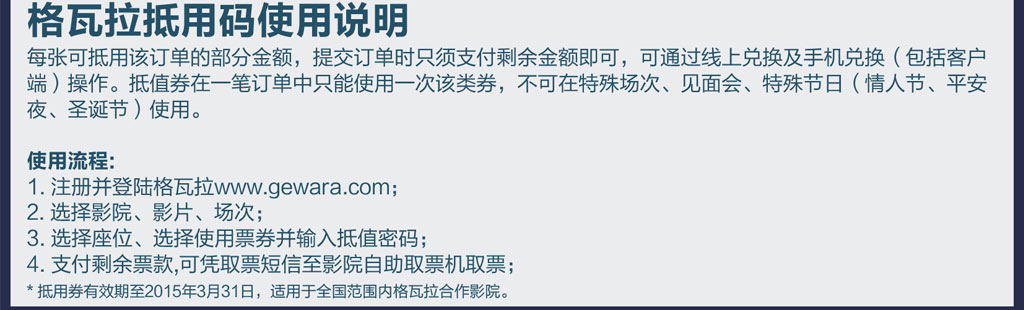 格瓦拉抵用码使用说明
每张可抵用该订单的部分金额，提交订单时只须支付剩余金额即可，可通过线上兑换及手机兑换（包括客户
端）操作。抵值券在一笔订单中只能使用一次该类券，不可在特殊场次、见面会、特殊节日（情人节、平安
夜、圣诞节）使用。
使用流程:
1. 注册并登陆格瓦拉www.gewara.com；
2. 选择影院、影片、场次；
3. 选择座位、选择使用票券并输入抵值密码；
4. 支付剩余票款,可凭取票短信至影院自助取票机取票；
* 抵用券有效期至2015年3月31日，适用于全国范围内格瓦拉合作影院。